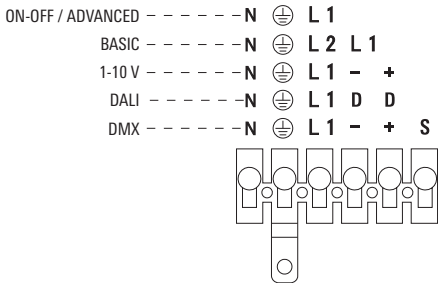 ON-OFF / ADVANCED - - - - - - N ⏚ L 1
BASIC - - - - - - N ⏚ L 2 L 1
1-10 V - - - - - - N ⏚ L 1 - +
DALI - - - - - - N ⏚ L 1 D D
DMX - - - - - - N ⏚ L 1 - + S